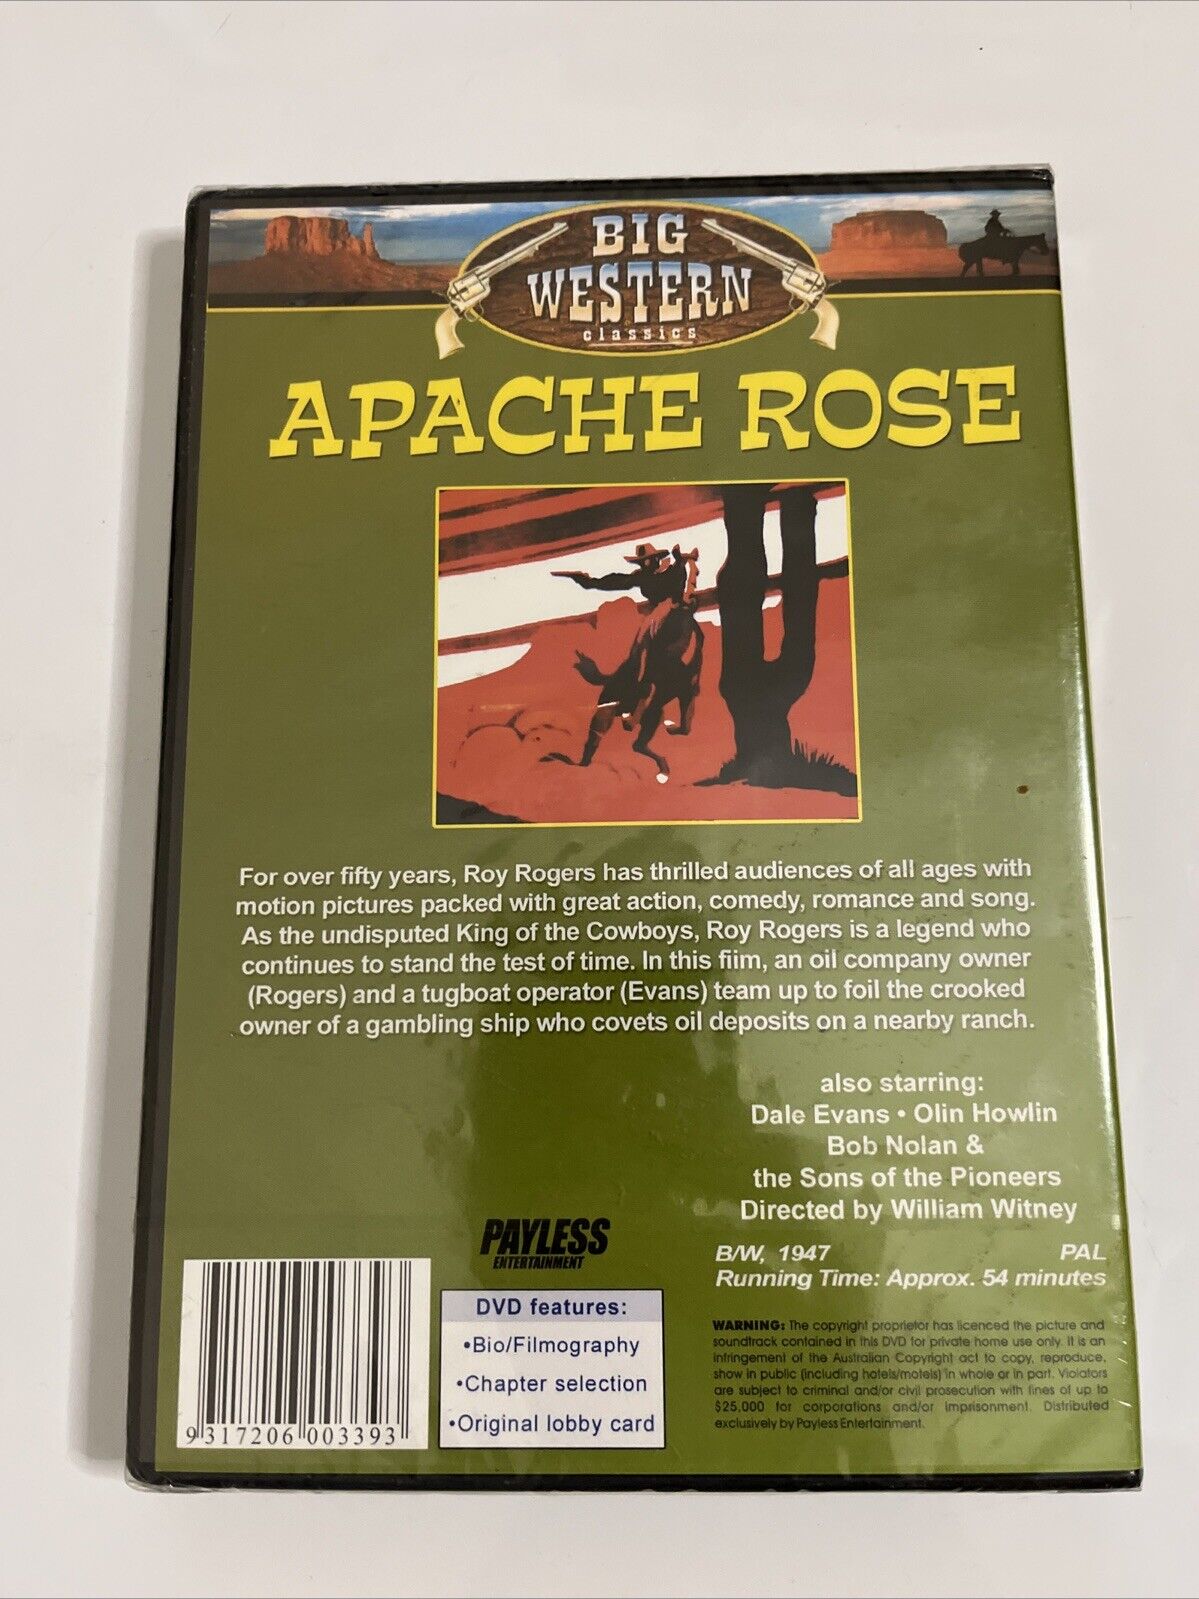 BIG
WESTERN
classics
APACHE ROSE
For over fifty years, Roy Rogers has thrilled audiences of all ages with
motion pictures packed with great action, comedy, romance and song.
As the undisputed King of the Cowboys, Roy Rogers is a legend who
continues to stand the test of time. In this fiim, an oil company owner
(Rogers) and a tugboat operator (Evans) team up to foil the crooked
owner of a gambling ship who covets oil deposits on a nearby ranch.
also starring:
Dale Evans • Olin Howlin
Bob Nolan &
the Sons of the Pioneers
Directed by William Witney
B/W, 1947 PAL
Running Time: Approx. 54 minutes
PAYLESS
ENTERTAINMENT
DVD features:
•Bio/Filmography
•Chapter selection
•Original lobby card
WARNING: The copyright proprietor has licenced the picture and
soundtrack contained in this DVD for private home use only. It is an
infringement of the Australian Copyright act to copy, reproduce,
show in public (including hotels/motels) in whole or in part. Violators
are subject to criminal and/or civil prosecution with fines of up to
$25,000 for corporations and/or imprisonment. Distributed
exclusively by Payless Entertainment.
9 317206 003393